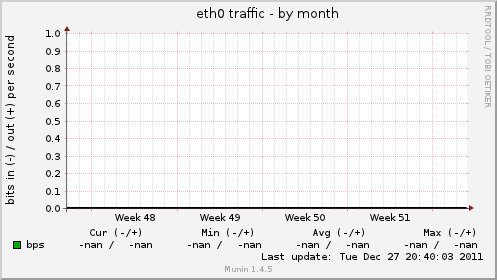 eth0 traffic - by month
RRDTOOL / TOBI OETIKER
bits in (-) / out (+) per second
1.0
0.9
0.8
0.7
0.6
0.5
0.4
0.3
0.2
0.1
0.0
Week 48 Week 49 Week 50 Week 51
Cur (-/+) Min (-/+) Avg (-/+) Max (-/+)
bps -nan / -nan -nan / -nan -nan / -nan -nan / -nan
Last update: Tue Dec 27 20:40:03 2011
Munin 1.4.5